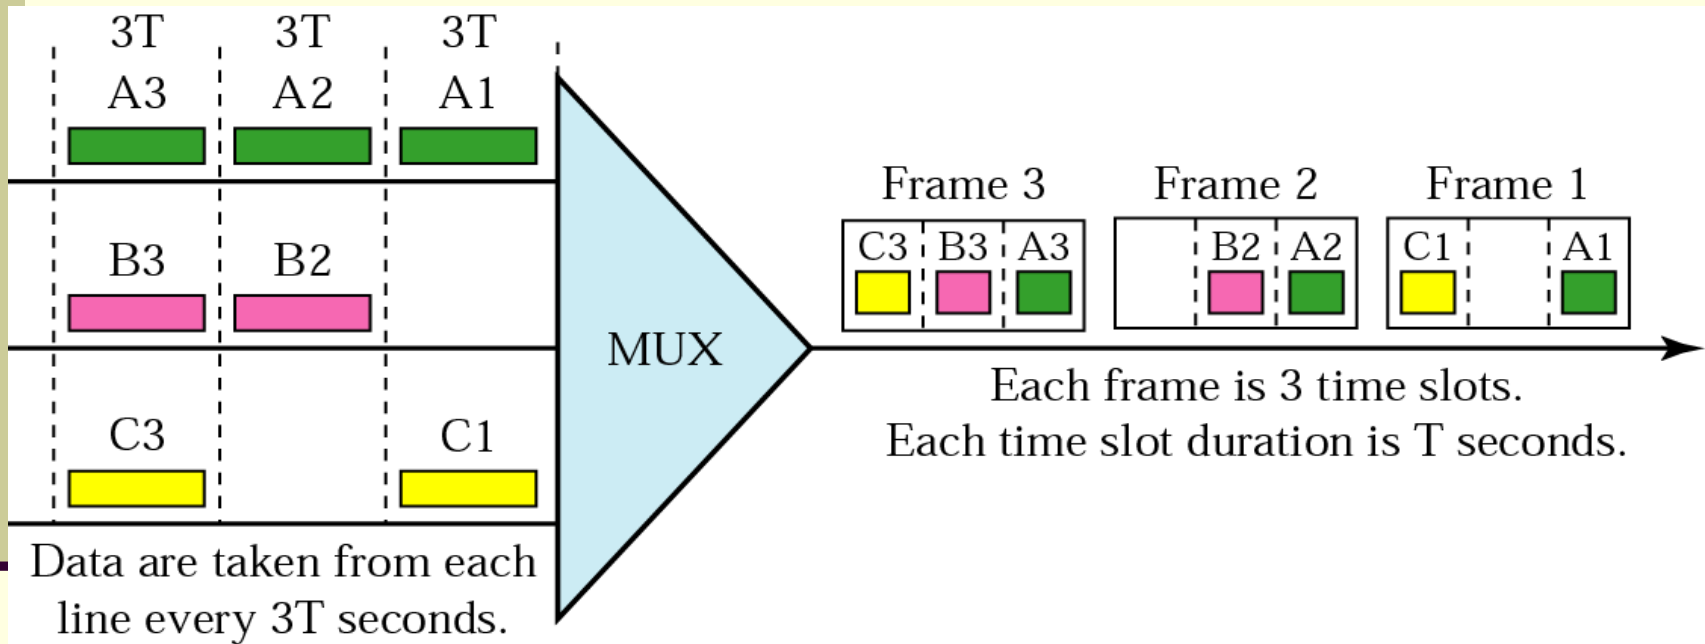 3T 3T 3T
A3 A2 A1
B3 B2
C3 C1
Data are taken from each
line every 3T seconds.
MUX
Frame 3 Frame 2 Frame 1
C3 B3 A3 B2 A2 C1 A1
Each frame is 3 time slots.
Each time slot duration is T seconds.